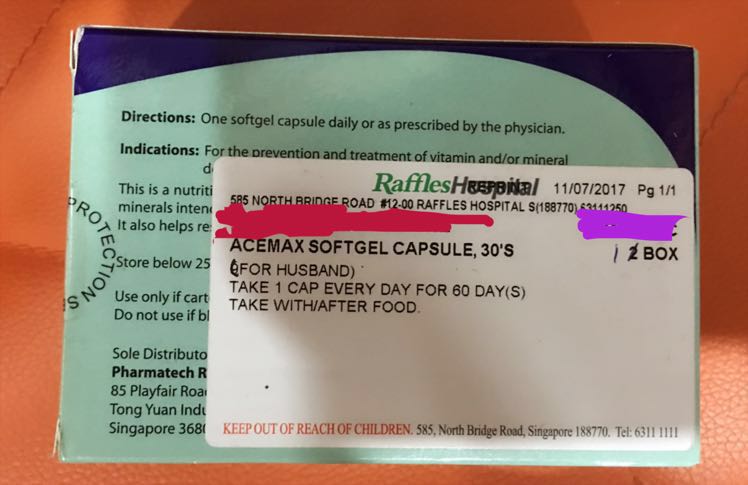 Directions: One softgel capsule daily or as prescribed by the physician.
Indications: For the prevention and treatment of vitamin and/or mineral
This is a nutriti
minerals inten
It also helps re
PROTECTION S
Store below 25
Use only if cart
Do not use if bl
Sole Distributo
Pharmatech R
85 Playfair Roa
Tong Yuan Indu
Singapore 368
RafflesHospital 11/07/2017 Pg 1/1
585 NORTH BRIDGE ROAD #12-00 RAFFLES HOSPITAL S(188770) 63111250
ACEMAX SOFTGEL CAPSULE, 30'S 1 2 BOX
(FOR HUSBAND)
TAKE 1 CAP EVERY DAY FOR 60 DAY(S)
TAKE WITH/AFTER FOOD.
KEEP OUT OF REACH OF CHILDREN. 585, North Bridge Road, Singapore 188770. Tel: 6311 1111